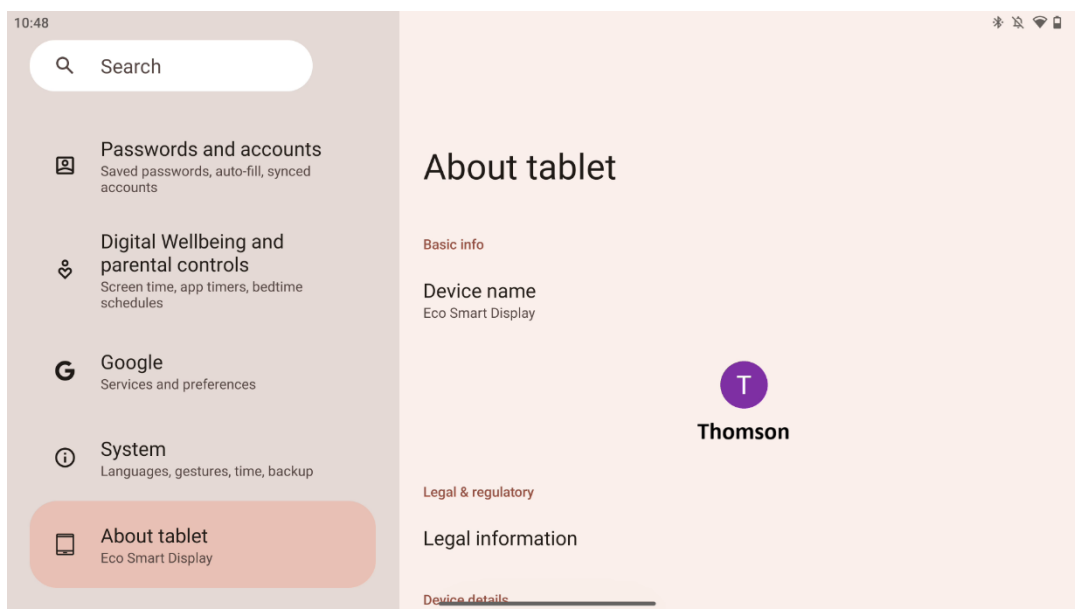 10:48
Search
Passwords and accounts
Saved passwords, auto-fill, synced
accounts
Digital Wellbeing and
parental controls
Screen time, app timers, bedtime
schedules
Google
Services and preferences
System
Languages, gestures, time, backup
About tablet
Eco Smart Display
About tablet
Basic info
Device name
Eco Smart Display
T
Thomson
Legal & regulatory
Legal information
Device details